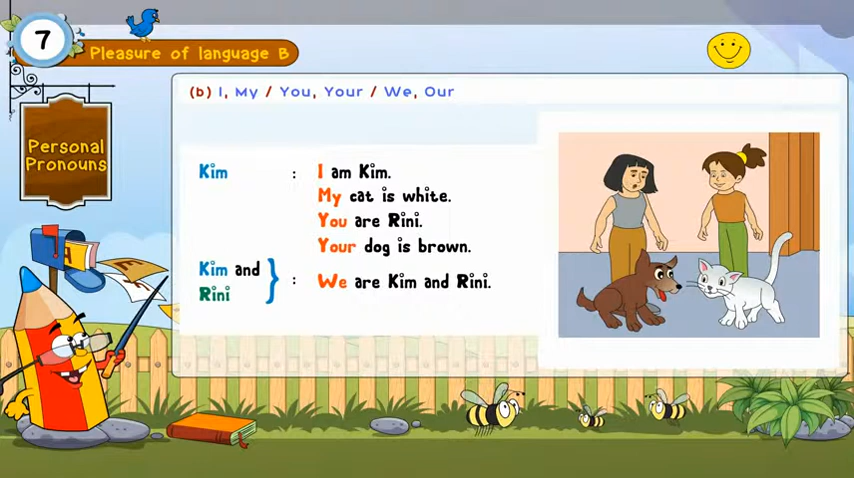 7
Pleasure of language B
(b) I, My / You, Your / We, Our
Personal
Pronouns
Kim : I am Kim.
My cat is white.
You are Rini.
Your dog is brown.
Kim and
Rini } : We are Kim and Rini.